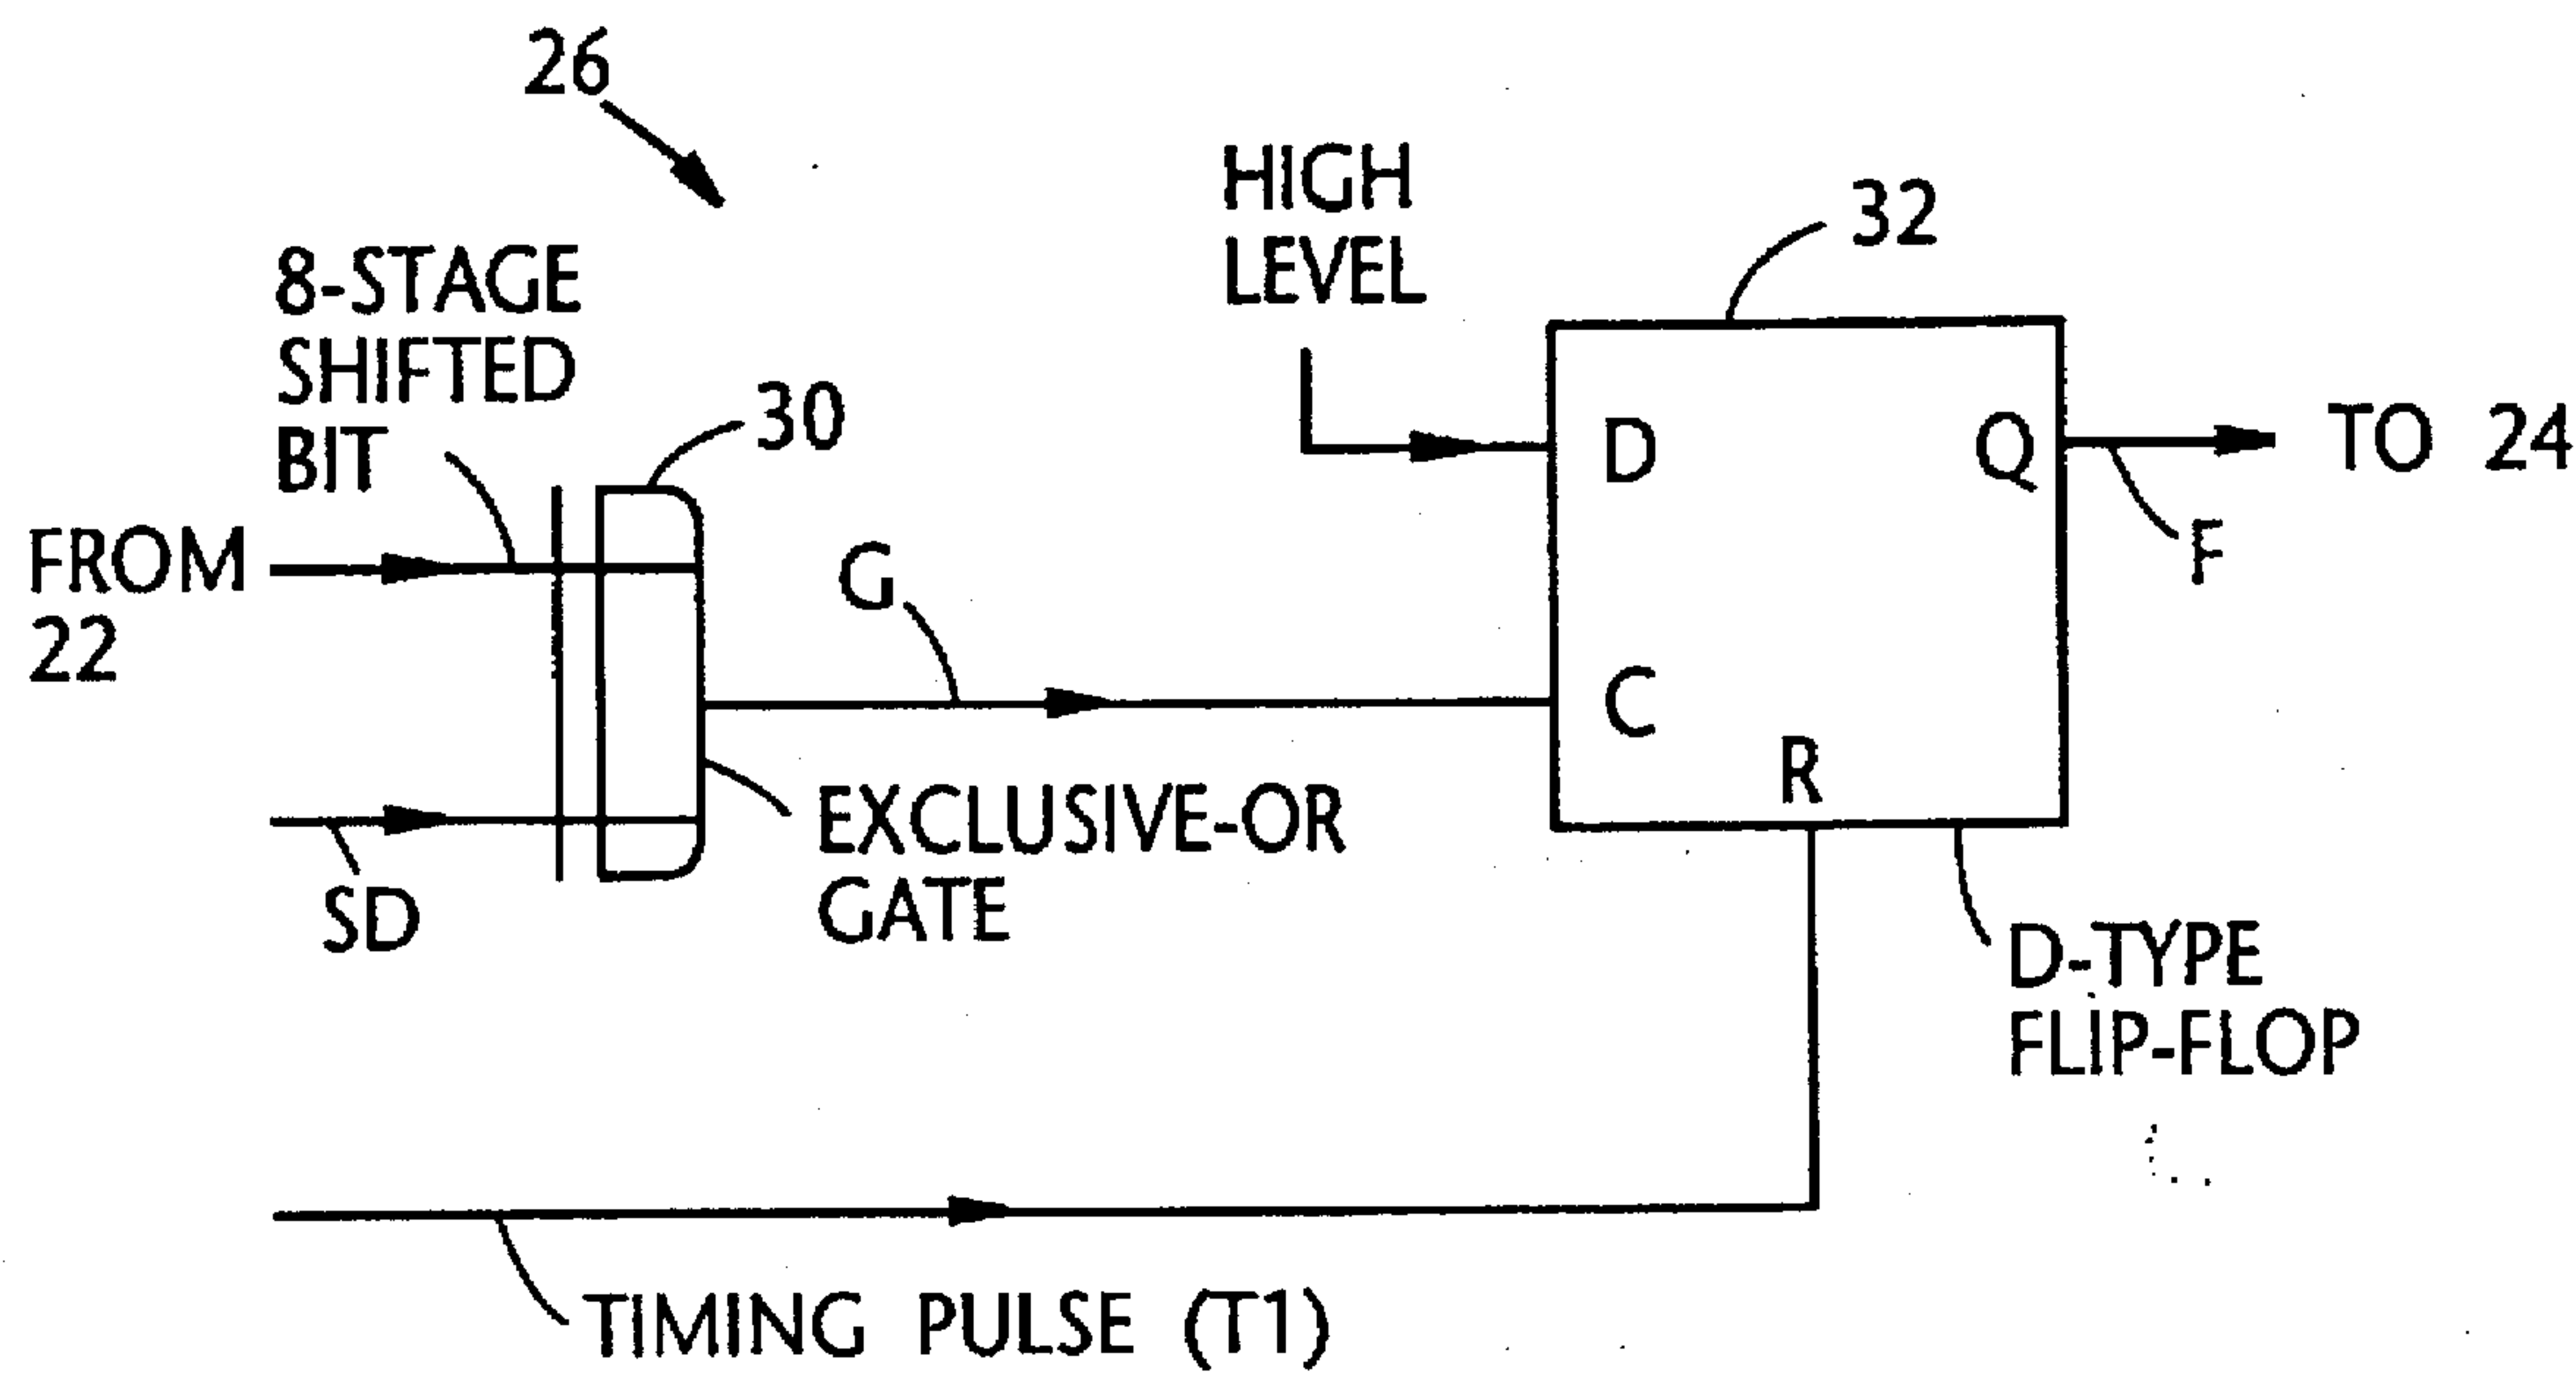 26
8-STAGE
SHIFTED
BIT
30
FROM
22
SD
G
EXCLUSIVE-OR
GATE
HIGH
LEVEL
32
D
Q
C
R
TO 24
F
D-TYPE
FLIP-FLOP
TIMING PULSE (T1)